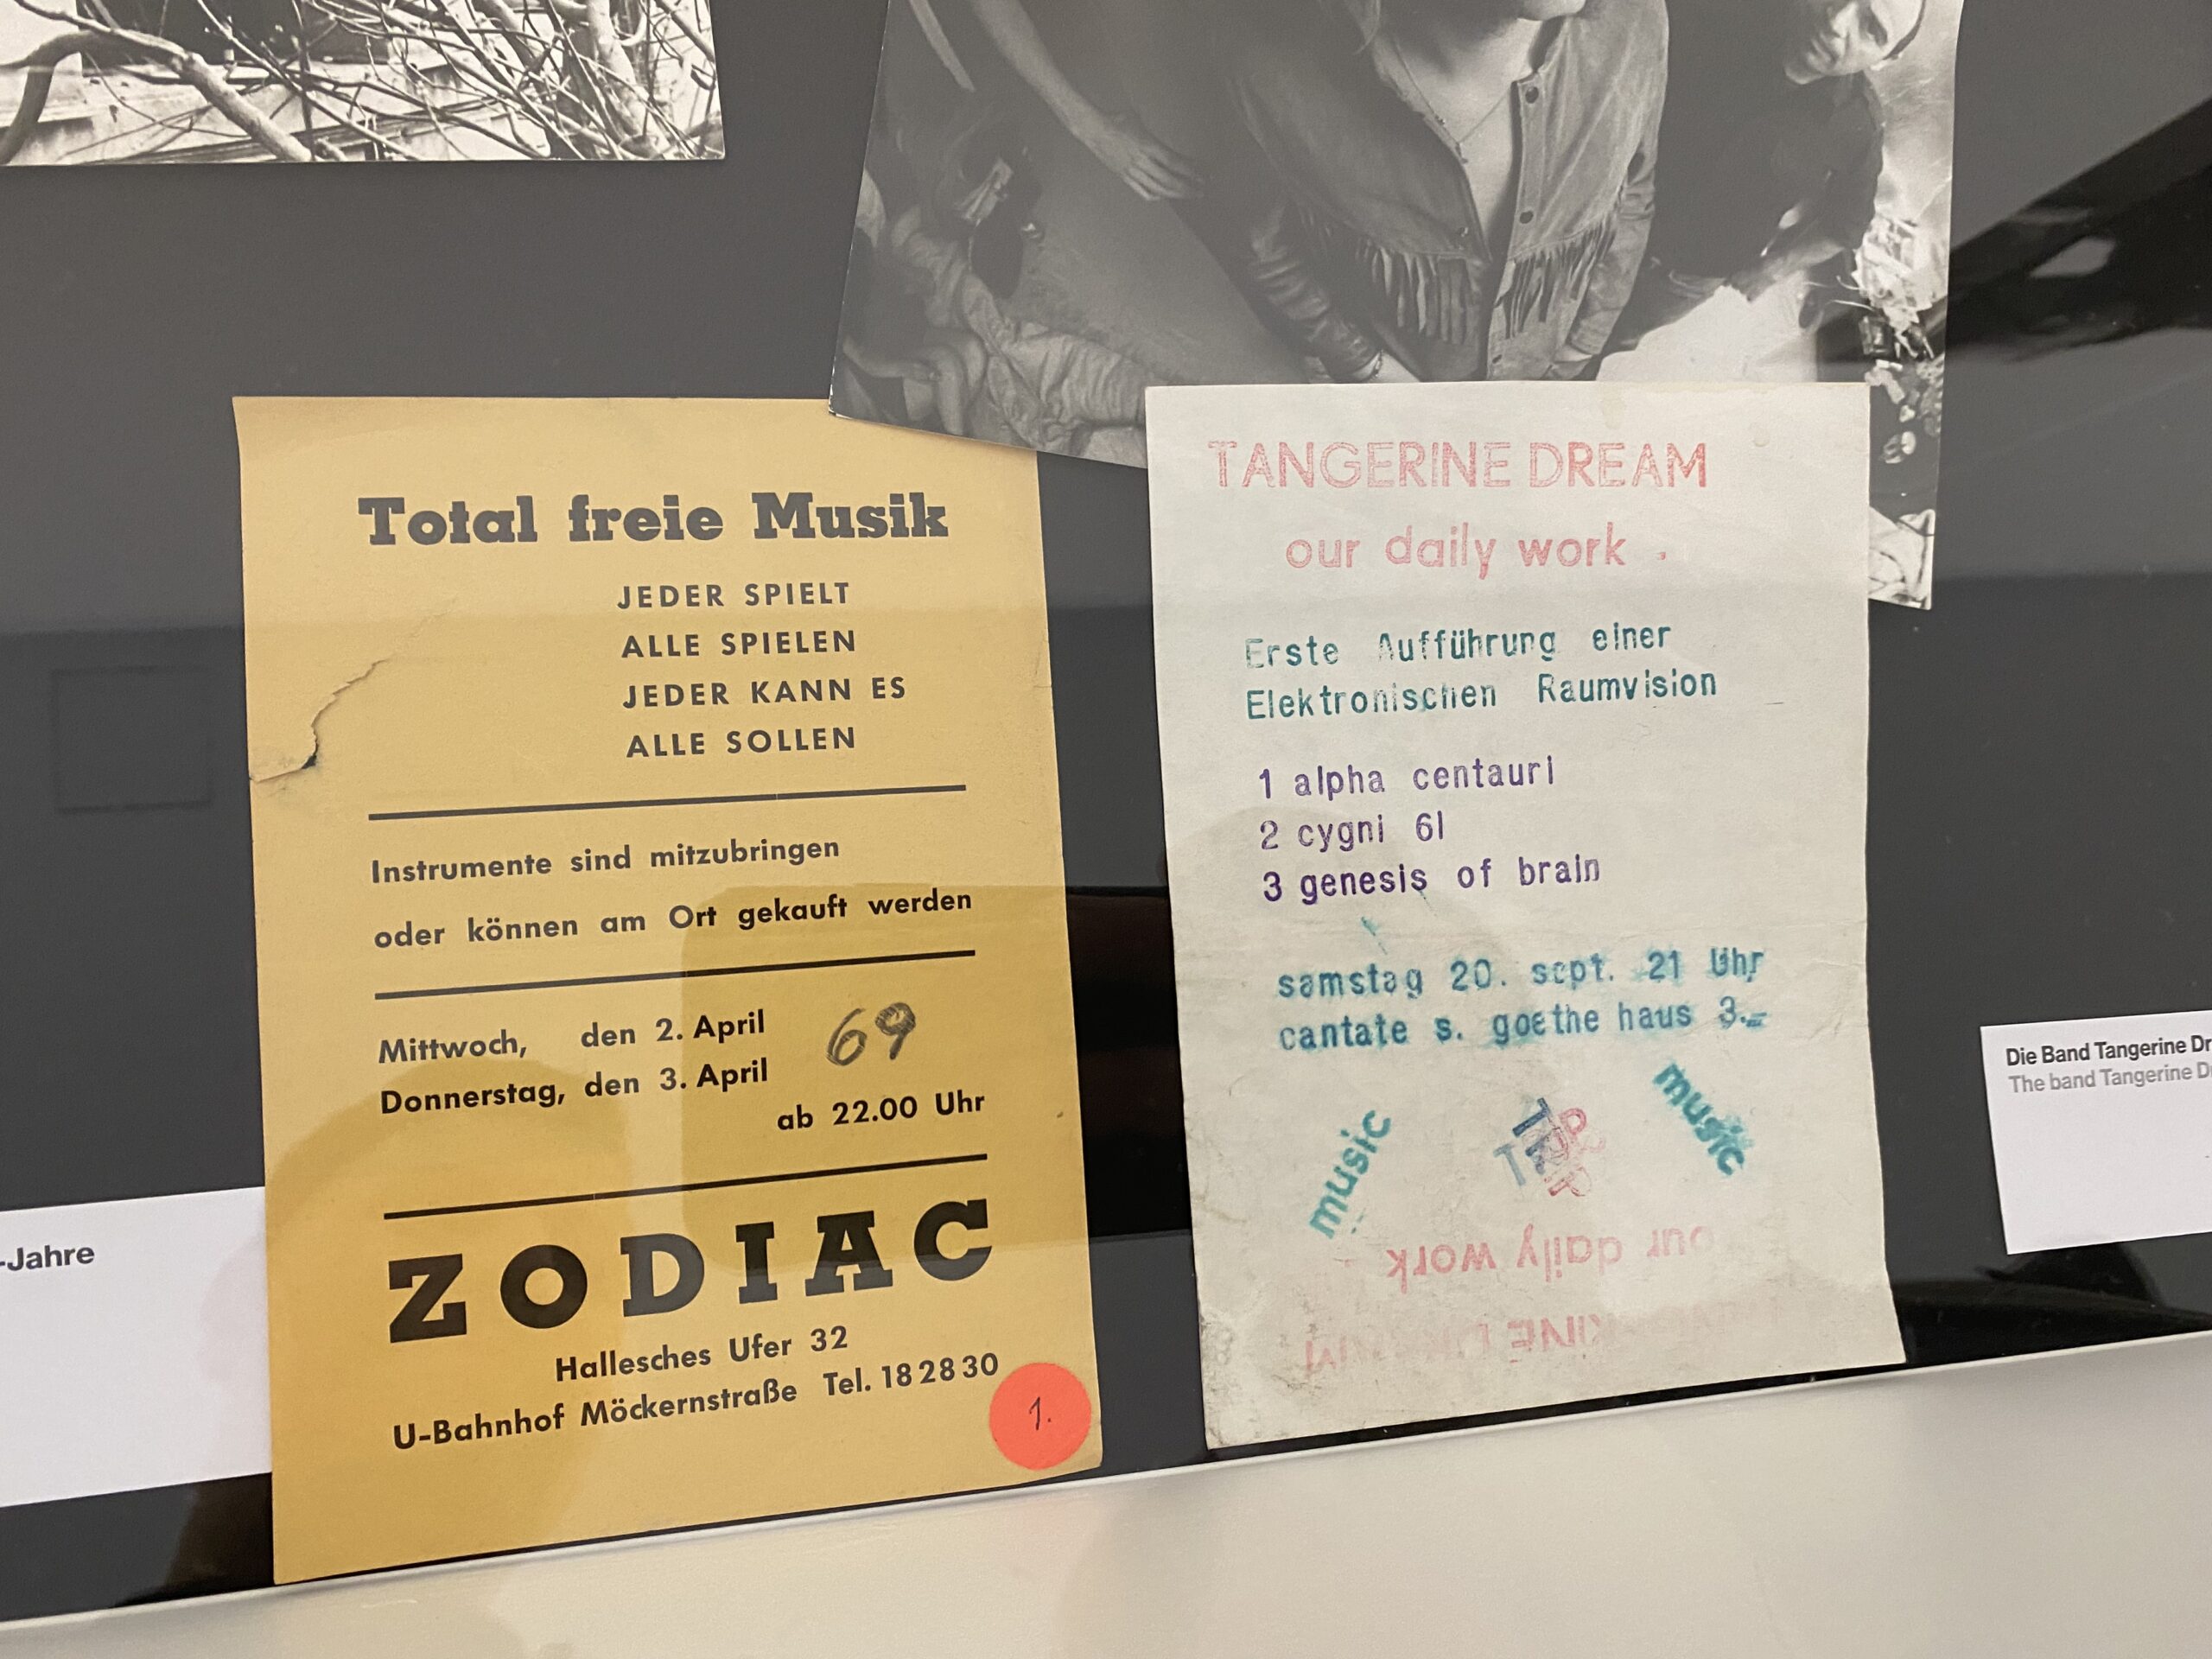 Total freie Musik
JEDER SPIELT
ALLE SPIELEN
JEDER KANN ES
ALLE SOLLEN
Instrumente sind mitzubringen
oder können am Ort gekauft werden
Mittwoch, den 2. April
69
Donnerstag, den 3. April
ab 22.00 Uhr
ZODIAC
Hallesches Ufer 32
U-Bahnhof Möckernstraße Tel. 18 28 30
1.
TANGERINE DREAM
our daily work .
Erste Aufführung einer
Elektronischen Raumvision
1 alpha centauri
2 cygni 61
3 genesis of brain
samstag 20. sept. 21 Uhr
cantate s. goethe haus 3.-
music
TRIP
music
our daily work
-Jahre
Die Band Tangerine
The band Tangerine